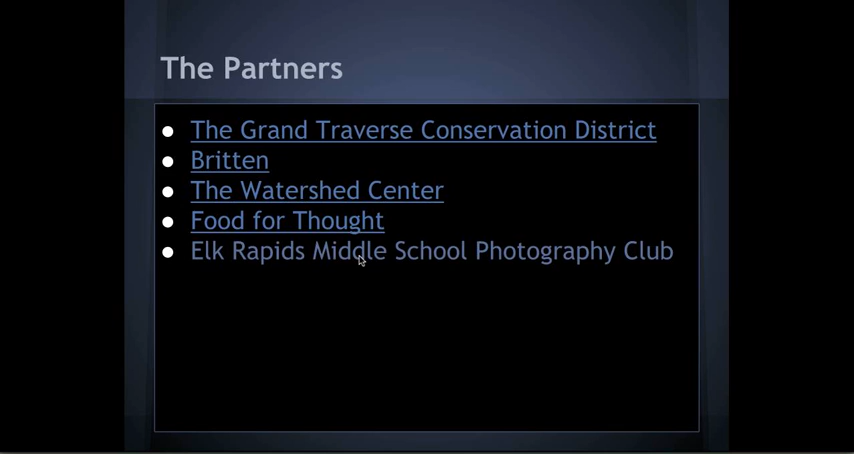 The Partners
● The Grand Traverse Conservation District
● Britten
● The Watershed Center
● Food for Thought
● Elk Rapids Middle School Photography Club